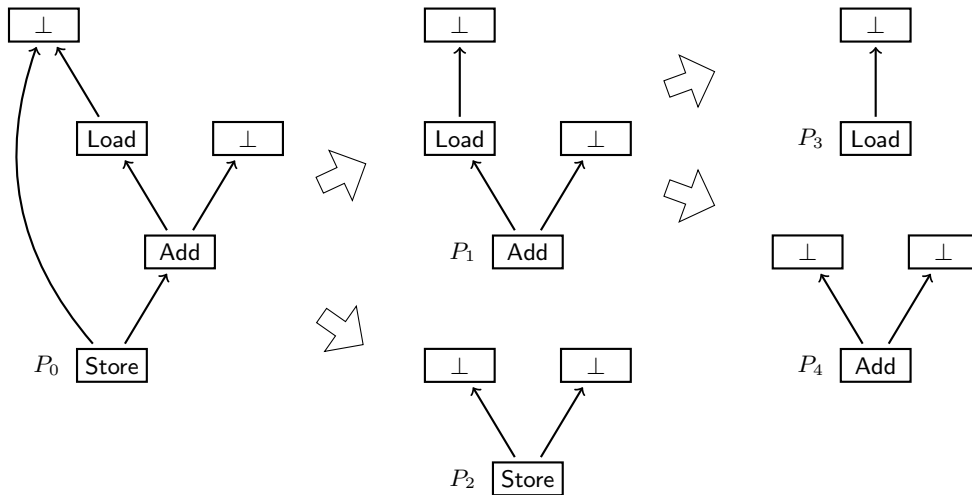 ⊥ ⊥ ⊥
Load ⊥ Load ⊥ P₃ Load
Add P₁ Add ⊥ ⊥
P₀ Store ⊥ ⊥ P₄ Add
P₂ Store